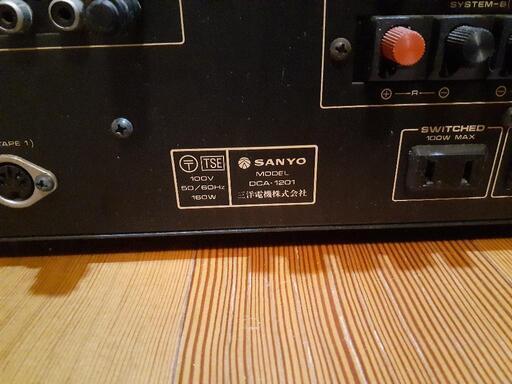 SYSTEM-B
R
SWITCHED
100W MAX
TAPE 1)
〒 TSE
100V
50/60Hz
160W
SANYO
MODEL
DCA-1201
三洋電機株式会社